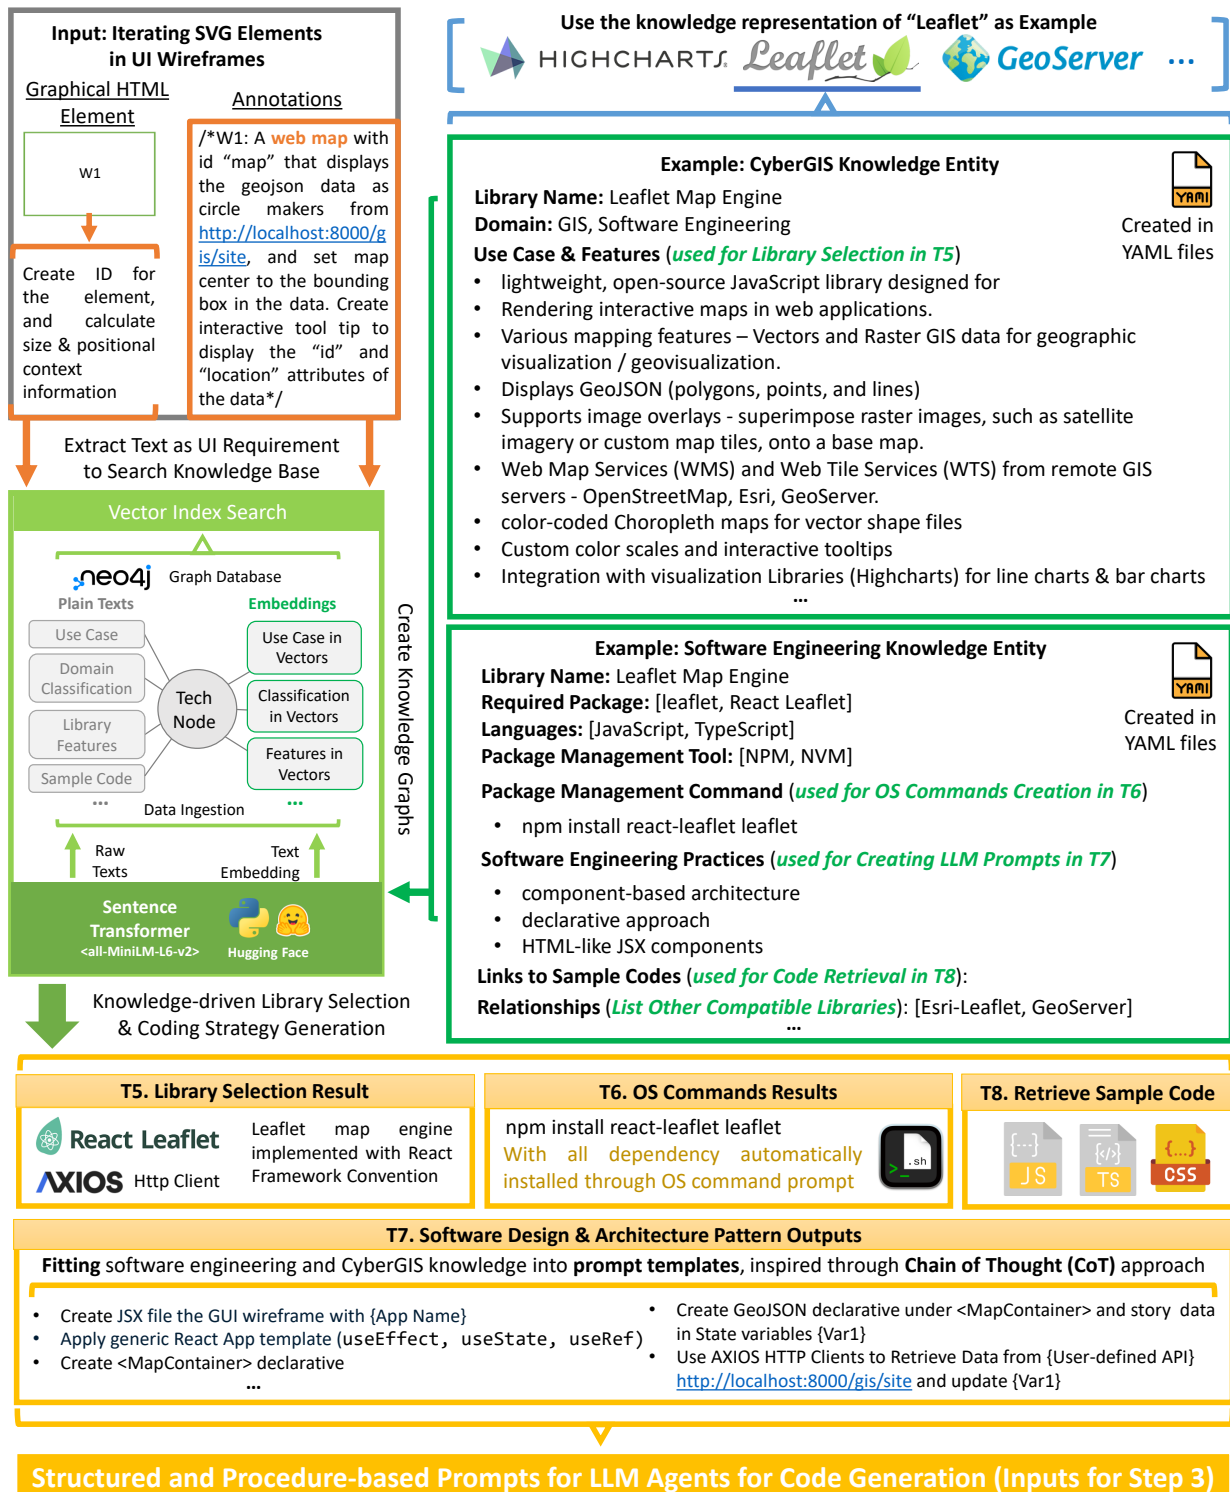 Input: Iterating SVG Elements
in UI Wireframes
Graphical HTML
Element
W1
Create ID for
the element,
and calculate
size & positional
context
information
Annotations
/*W1: A web map with
id “map” that displays
the geojson data as
circle makers from
http://localhost:8000/g
is/site, and set map
center to the bounding
box in the data. Create
interactive tool tip to
display the “id” and
“location” attributes of
the data*/
Extract Text as UI Requirement
to Search Knowledge Base
Vector Index Search
neo4j Graph Database
Plain Texts
Use Case
Domain
Classification
Library
Features
Sample Code
...
Tech
Node
Embeddings
Use Case in
Vectors
Classification
in Vectors
Features in
Vectors
...
Data Ingestion
Raw
Texts
Text
Embedding
Sentence
Transformer
<all-MiniLM-L6-v2>
Hugging Face
Create Knowledge Graphs
Knowledge-driven Library Selection
& Coding Strategy Generation
Use the knowledge representation of “Leaflet” as Example
HIGHCHARTS Leaflet GeoServer ...
Example: CyberGIS Knowledge Entity
YAMl
Created in
YAML files
Library Name: Leaflet Map Engine
Domain: GIS, Software Engineering
Use Case & Features (used for Library Selection in T5)
• lightweight, open-source JavaScript library designed for
• Rendering interactive maps in web applications.
• Various mapping features – Vectors and Raster GIS data for geographic
visualization / geovisualization.
• Displays GeoJSON (polygons, points, and lines)
• Supports image overlays - superimpose raster images, such as satellite
imagery or custom map tiles, onto a base map.
• Web Map Services (WMS) and Web Tile Services (WTS) from remote GIS
servers - OpenStreetMap, Esri, GeoServer.
• color-coded Choropleth maps for vector shape files
• Custom color scales and interactive tooltips
• Integration with visualization Libraries (Highcharts) for line charts & bar charts
...
Example: Software Engineering Knowledge Entity
YAMl
Created in
YAML files
Library Name: Leaflet Map Engine
Required Package: [leaflet, React Leaflet]
Languages: [JavaScript, TypeScript]
Package Management Tool: [NPM, NVM]
Package Management Command (used for OS Commands Creation in T6)
• npm install react-leaflet leaflet
Software Engineering Practices (used for Creating LLM Prompts in T7)
• component-based architecture
• declarative approach
• HTML-like JSX components
Links to Sample Codes (used for Code Retrieval in T8):
Relationships (List Other Compatible Libraries): [Esri-Leaflet, GeoServer]
...
T5. Library Selection Result
React Leaflet
AXIOS Http Client
Leaflet map engine
implemented with React
Framework Convention
T6. OS Commands Results
npm install react-leaflet leaflet
With all dependency automatically
installed through OS command prompt
.sh
>_
T8. Retrieve Sample Code
{...}
JS
{/}
TS
{...}
CSS
T7. Software Design & Architecture Pattern Outputs
Fitting software engineering and CyberGIS knowledge into prompt templates, inspired through Chain of Thought (CoT) approach
• Create JSX file the GUI wireframe with {App Name}
• Apply generic React App template (useEffect, useState, useRef)
• Create <MapContainer> declarative
...
• Create GeoJSON declarative under <MapContainer> and story data
in State variables {Var1}
• Use AXIOS HTTP Clients to Retrieve Data from {User-defined API}
http://localhost:8000/gis/site and update {Var1}
Structured and Procedure-based Prompts for LLM Agents for Code Generation (Inputs for Step 3)